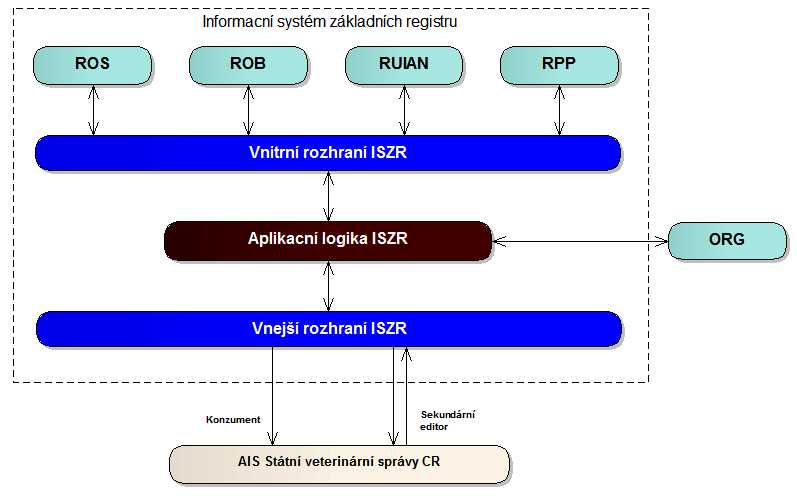 Informacní systém základních registru
ROS ROB RUIAN RPP
Vnitrní rozhraní ISZR
Aplikacní logika ISZR
ORG
Vnejší rozhraní ISZR
Konzument
Sekundární
editor
AIS Státní veterinární správy CR